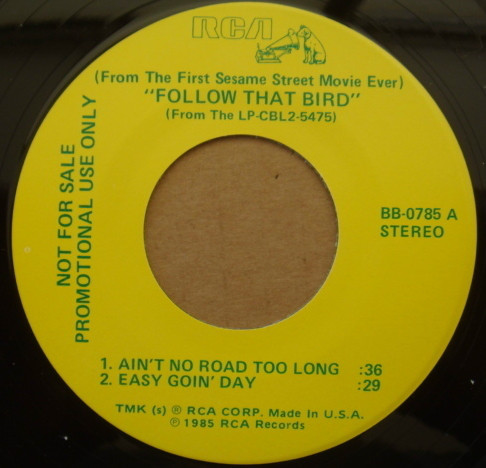 RCA
(From The First Sesame Street Movie Ever)
"FOLLOW THAT BIRD"
(From The LP-CBL2-5475)
NOT FOR SALE
PROMOTIONAL USE ONLY
BB-0785 A
STEREO
1. AIN'T NO ROAD TOO LONG :36
2. EASY GOIN' DAY :29
TMK (s) ® RCA CORP. Made In U.S.A.
℗ 1985 RCA Records